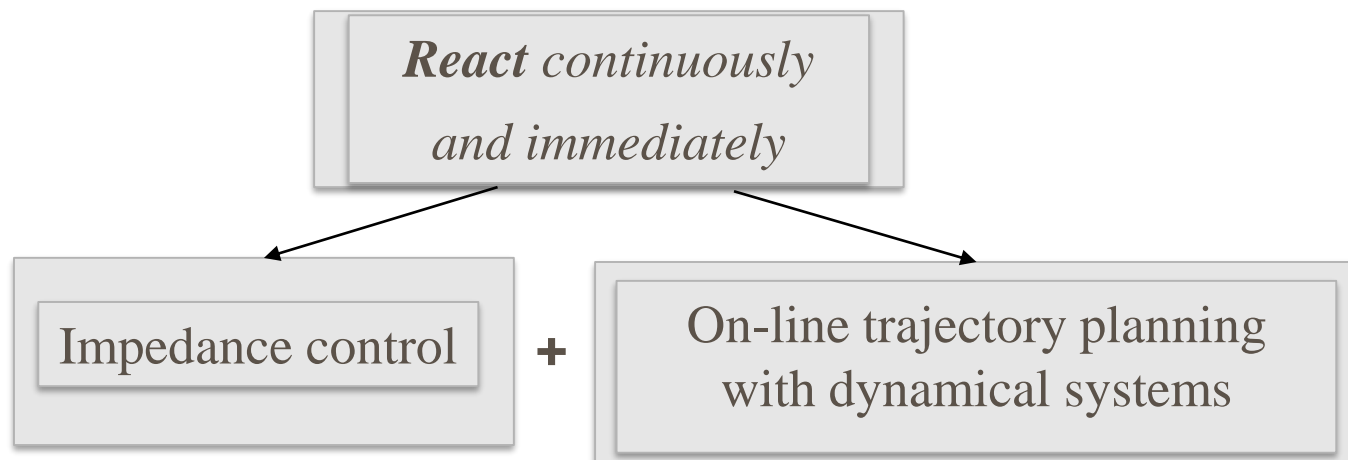 React continuously
and immediately
Impedance control
+
On-line trajectory planning
with dynamical systems